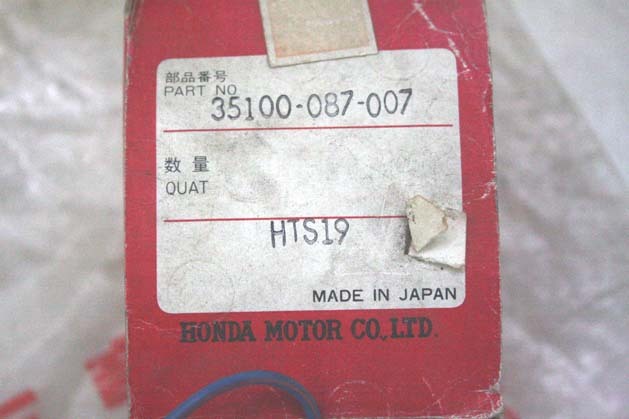 部品番号
PART NO
35100-087-007
数量
QUAT
HTS19
MADE IN JAPAN
HONDA MOTOR CO.,LTD.